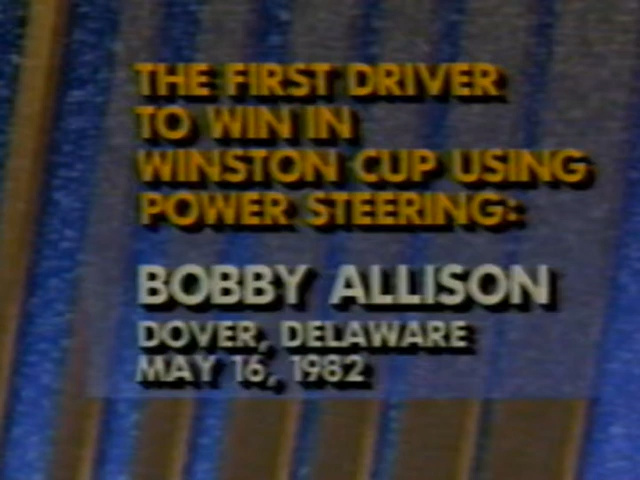 THE FIRST DRIVER
TO WIN IN
WINSTON CUP USING
POWER STEERING:
BOBBY ALLISON
DOVER, DELAWARE
MAY 16, 1982